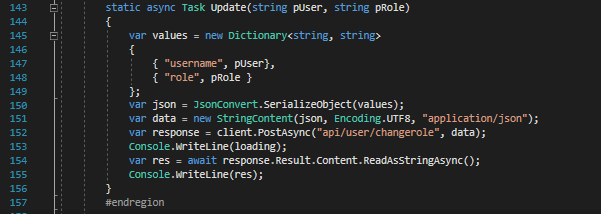 143 static async Task Update(string pUser, string pRole)
144 {
145 var values = new Dictionary<string, string>
146 {
147 { "username", pUser},
148 { "role", pRole }
149 };
150 var json = JsonConvert.SerializeObject(values);
151 var data = new StringContent(json, Encoding.UTF8, "application/json");
152 var response = client.PostAsync("api/user/changerole", data);
153 Console.WriteLine(loading);
154 var res = await response.Result.Content.ReadAsStringAsync();
155 Console.WriteLine(res);
156 }
157 #endregion